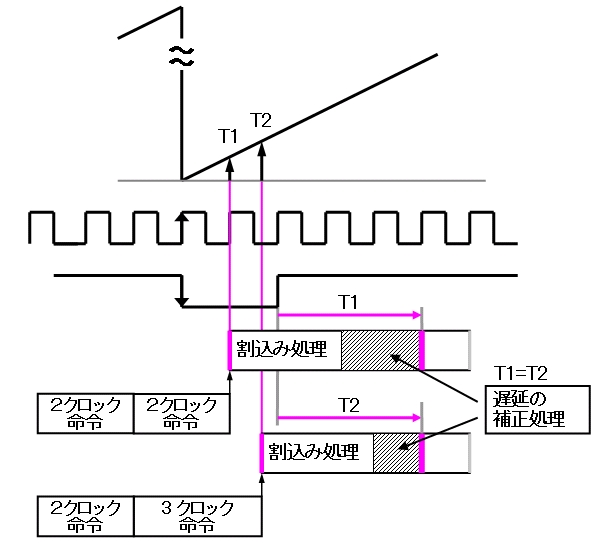 T1
T2
T1
割込み処理
T1=T2
遅延の
補正処理
2クロック
命令
2クロック
命令
T2
割込み処理
2クロック
命令
3クロック
命令